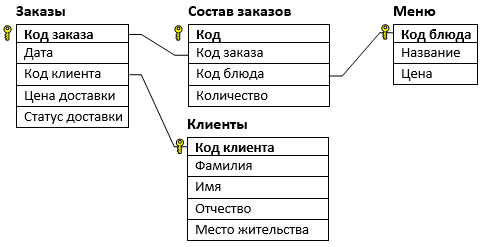 Заказы
Код заказа
Дата
Код клиента
Цена доставки
Статус доставки
Состав заказов
Код
Код заказа
Код блюда
Количество
Меню
Код блюда
Название
Цена
Клиенты
Код клиента
Фамилия
Имя
Отчество
Место жительства